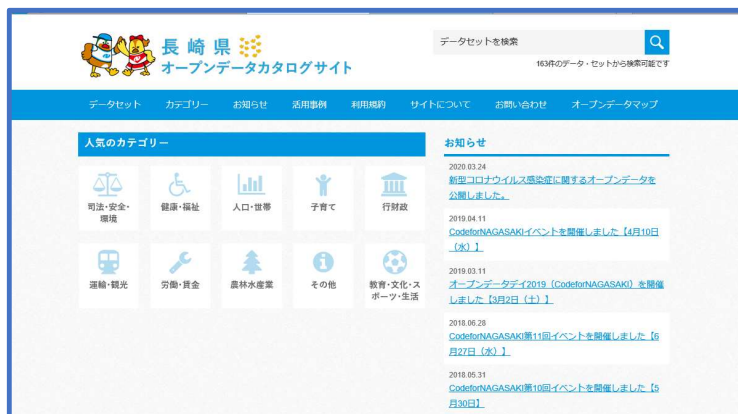 長崎県
オープンデータカタログサイト
データセットを検索
163件のデータ・セットから検索可能です
データセット
カテゴリー
お知らせ
活用事例
利用規約
サイトについて
お問い合わせ
オープンデータマップ
人気のカテゴリー
司法・安全・
環境
健康・福祉
人口・世帯
子育て
行財政
運輸・観光
労働・賃金
農林水産業
その他
教育・文化・ス
ポーツ・生活
お知らせ
2020.03.24
新型コロナウイルス感染症に関するオープンデータを
公開しました。
2019.04.11
CodeforNAGASAKIイベントを開催しました【4月10日
（水）】
2019.03.11
オープンデータデイ2019（CodeforNAGASAKI）を開催
しました【3月2日（土）】
2018.06.28
CodeforNAGASAKI第11回イベントを開催しました【6
月27日（水）】
2018.05.31
CodeforNAGASAKI第10回イベントを開催しました【5
月30日】